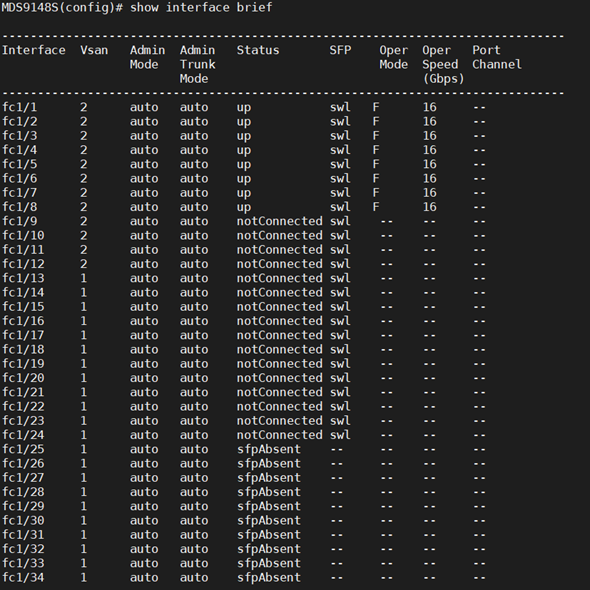 MDS9148S(config)# show interface brief
-------------------------------------------------------------------------------
Interface  Vsan   Admin  Admin   Status       SFP    Oper  Oper   Port
                  Mode   Trunk                       Mode  Speed  Channel
                         Mode                              (Gbps)
-------------------------------------------------------------------------------
fc1/1      2      auto   auto    up           swl   F      16     --
fc1/2      2      auto   auto    up           swl   F      16     --
fc1/3      2      auto   auto    up           swl   F      16     --
fc1/4      2      auto   auto    up           swl   F      16     --
fc1/5      2      auto   auto    up           swl   F      16     --
fc1/6      2      auto   auto    up           swl   F      16     --
fc1/7      2      auto   auto    up           swl   F      16     --
fc1/8      2      auto   auto    up           swl   F      16     --
fc1/9      2      auto   auto    notConnected swl    --    --     --
fc1/10     2      auto   auto    notConnected swl    --    --     --
fc1/11     2      auto   auto    notConnected swl    --    --     --
fc1/12     2      auto   auto    notConnected swl    --    --     --
fc1/13     1      auto   auto    notConnected swl    --    --     --
fc1/14     1      auto   auto    notConnected swl    --    --     --
fc1/15     1      auto   auto    notConnected swl    --    --     --
fc1/16     1      auto   auto    notConnected swl    --    --     --
fc1/17     1      auto   auto    notConnected swl    --    --     --
fc1/18     1      auto   auto    notConnected swl    --    --     --
fc1/19     1      auto   auto    notConnected swl    --    --     --
fc1/20     1      auto   auto    notConnected swl    --    --     --
fc1/21     1      auto   auto    notConnected swl    --    --     --
fc1/22     1      auto   auto    notConnected swl    --    --     --
fc1/23     1      auto   auto    notConnected swl    --    --     --
fc1/24     1      auto   auto    notConnected swl    --    --     --
fc1/25     1      auto   auto    sfpAbsent    --     --    --     --
fc1/26     1      auto   auto    sfpAbsent    --     --    --     --
fc1/27     1      auto   auto    sfpAbsent    --     --    --     --
fc1/28     1      auto   auto    sfpAbsent    --     --    --     --
fc1/29     1      auto   auto    sfpAbsent    --     --    --     --
fc1/30     1      auto   auto    sfpAbsent    --     --    --     --
fc1/31     1      auto   auto    sfpAbsent    --     --    --     --
fc1/32     1      auto   auto    sfpAbsent    --     --    --     --
fc1/33     1      auto   auto    sfpAbsent    --     --    --     --
fc1/34     1      auto   auto    sfpAbsent    --     --    --     --